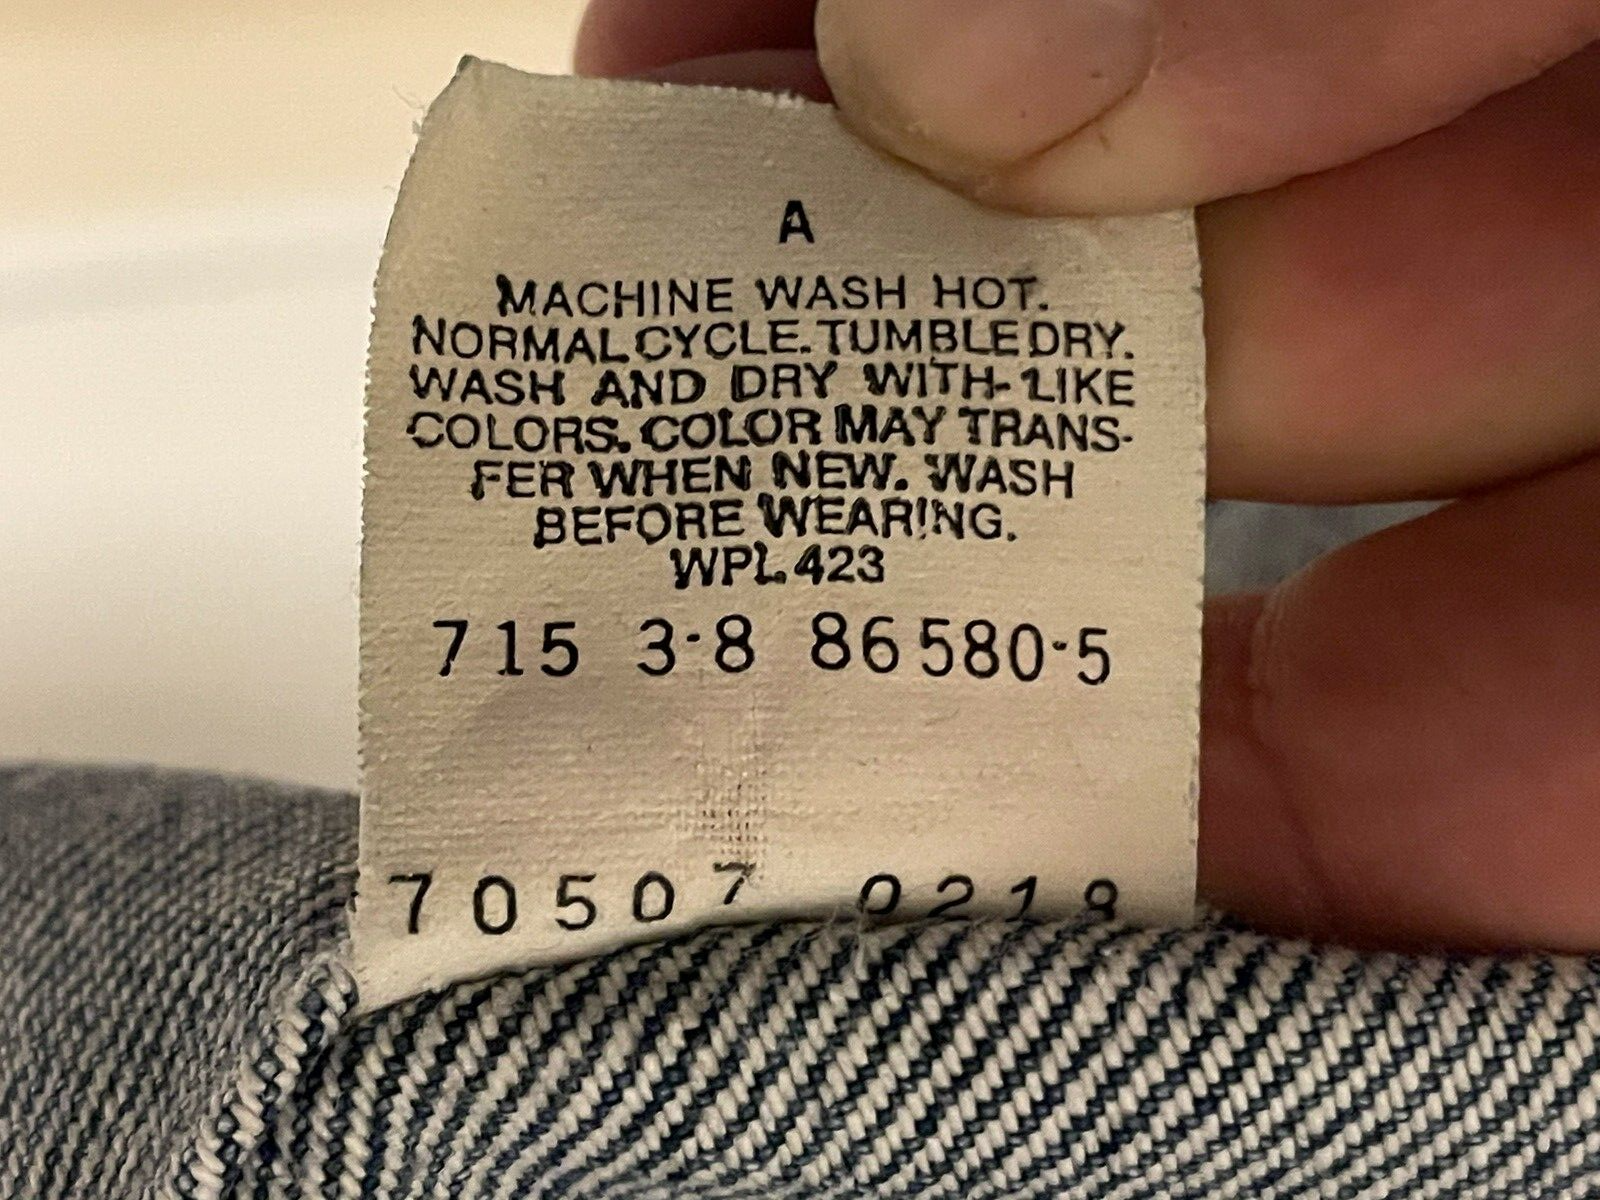 A
MACHINE WASH HOT.
NORMAL CYCLE. TUMBLE DRY.
WASH AND DRY WITH LIKE
COLORS. COLOR MAY TRANS-
FER WHEN NEW. WASH
BEFORE WEARING.
WPL 423
715 3-8 86580-5
70507 0219